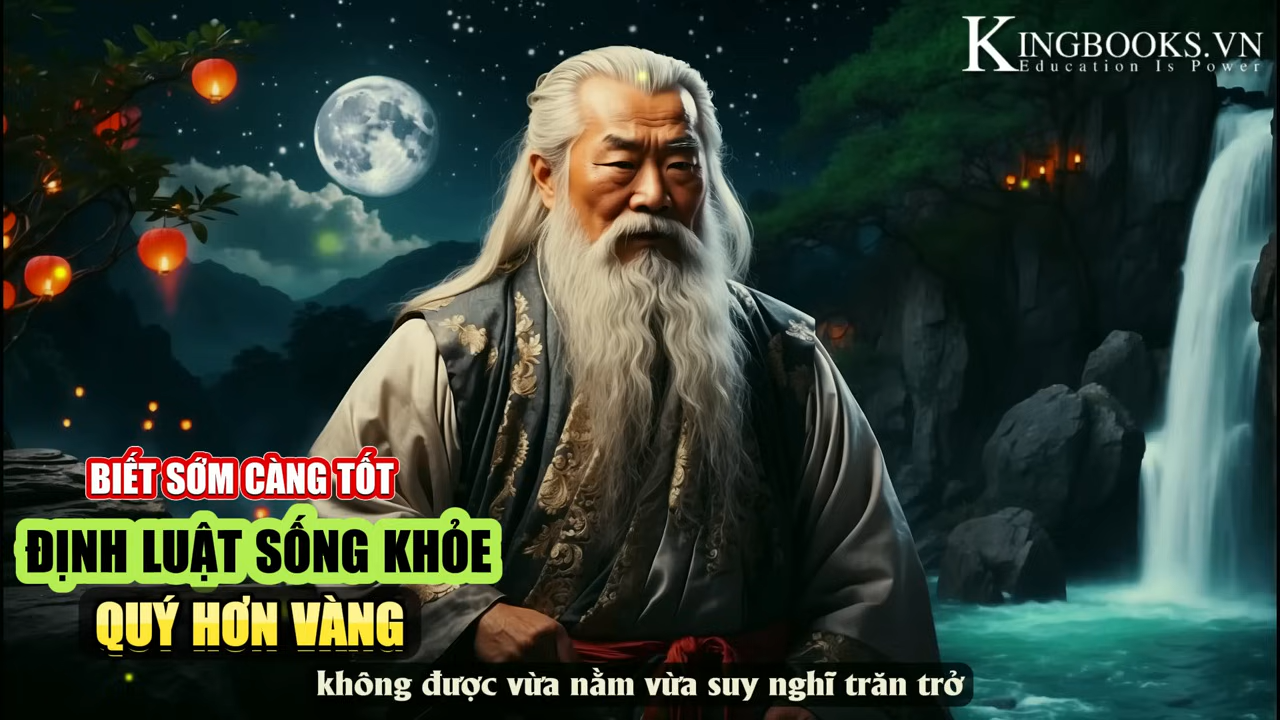 KINGBOOKS.VN
Education Is Power
BIẾT SỚM CÀNG TỐT
ĐỊNH LUẬT SỐNG KHỎE
QUÝ HƠN VÀNG
không được vừa nằm vừa suy nghĩ trăn trở